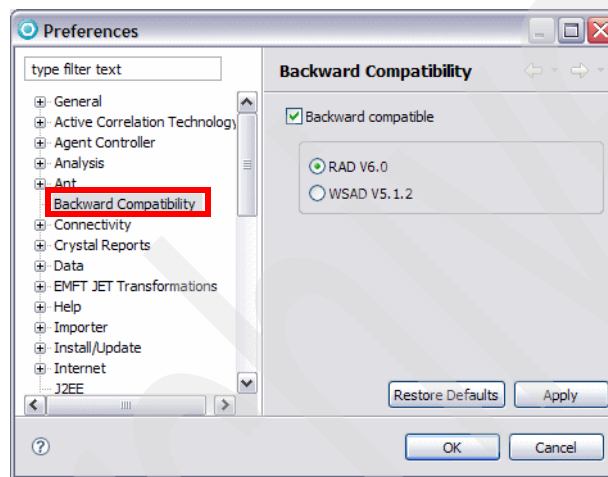 Preferences
type filter text
General
Active Correlation Technology
Agent Controller
Analysis
Ant
Backward Compatibility
Connectivity
Crystal Reports
Data
EMFT JET Transformations
Help
Importer
Install/Update
Internet
J2EE
Backward Compatibility
Backward compatible
RAD V6.0
WSAD V5.1.2
Restore Defaults
Apply
?
OK
Cancel